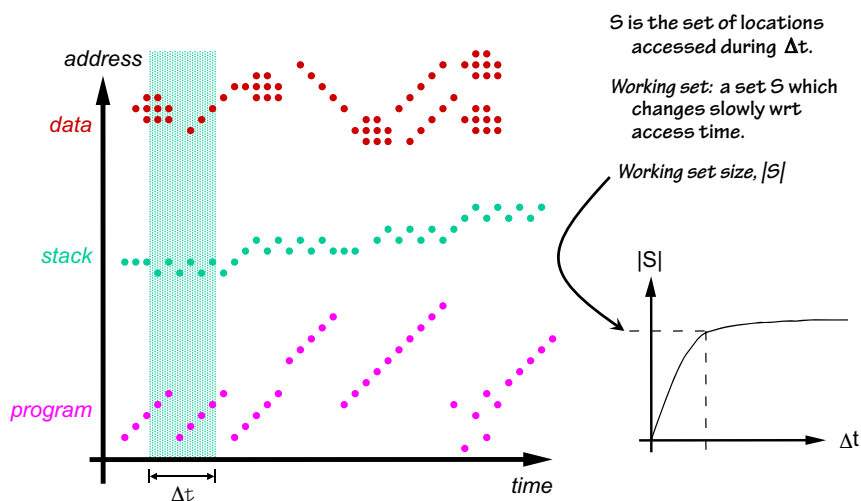 address
data
stack
program
Δt
time
S is the set of locations
accessed during Δt.
Working set: a set S which
changes slowly wrt
access time.
Working set size, |S|
|S|
Δt